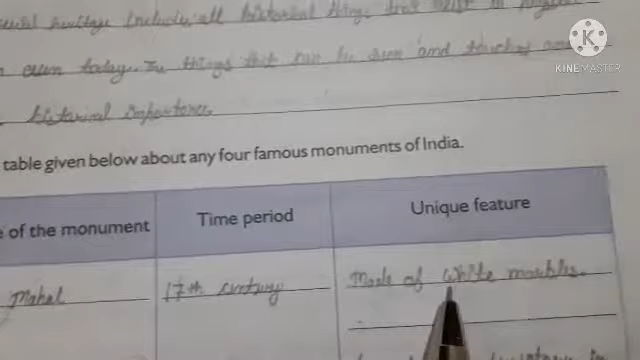 heritage include all historical things that exist in
even today. The things that can be seen and touched and
historical importance.
KINEMASTER
table given below about any four famous monuments of India.
e of the monument Time period Unique feature
Mahal 17th century Made of white marbles.